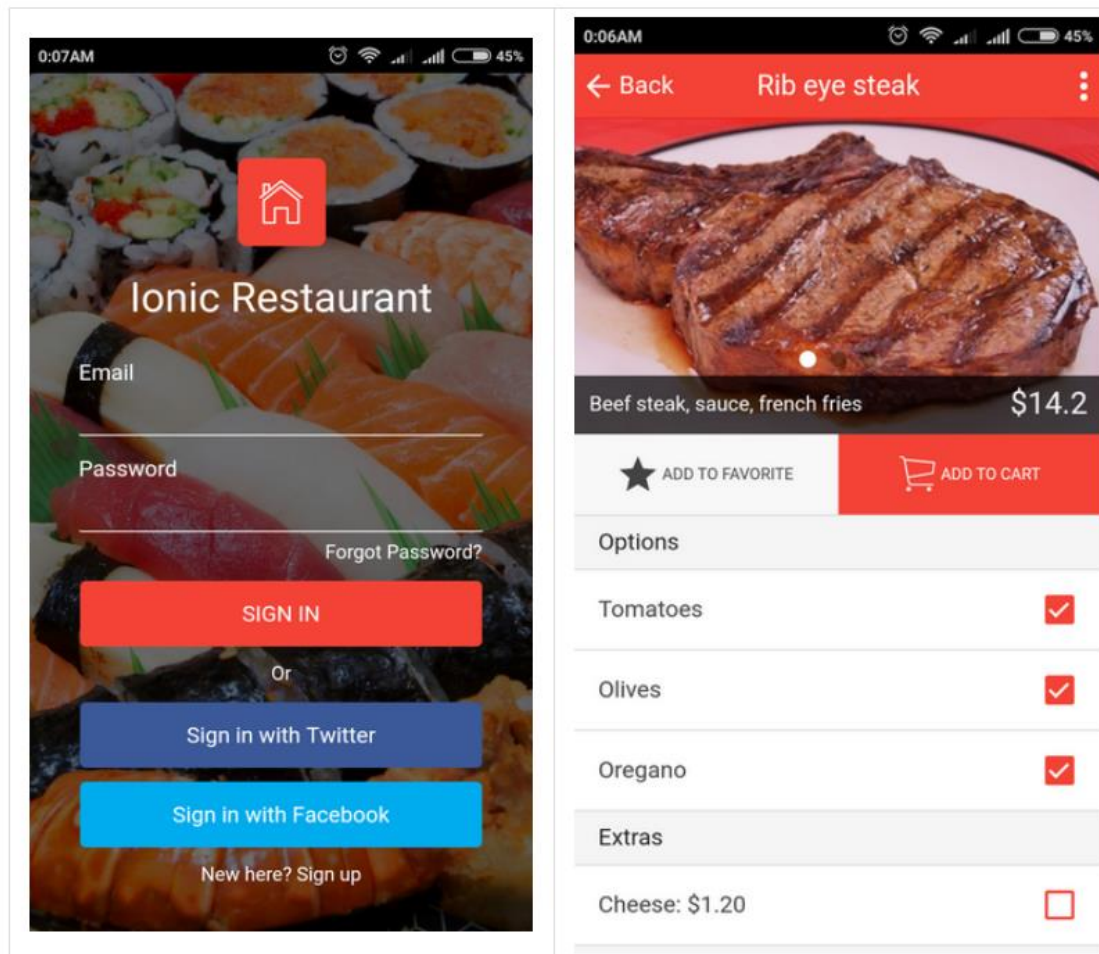 0:07AM
45%
Ionic Restaurant
Email
Password
Forgot Password?
SIGN IN
Or
Sign in with Twitter
Sign in with Facebook
New here? Sign up
0:06AM
45%
Back
Rib eye steak
Beef steak, sauce, french fries
$14.2
ADD TO FAVORITE
ADD TO CART
Options
Tomatoes
Olives
Oregano
Extras
Cheese: $1.20